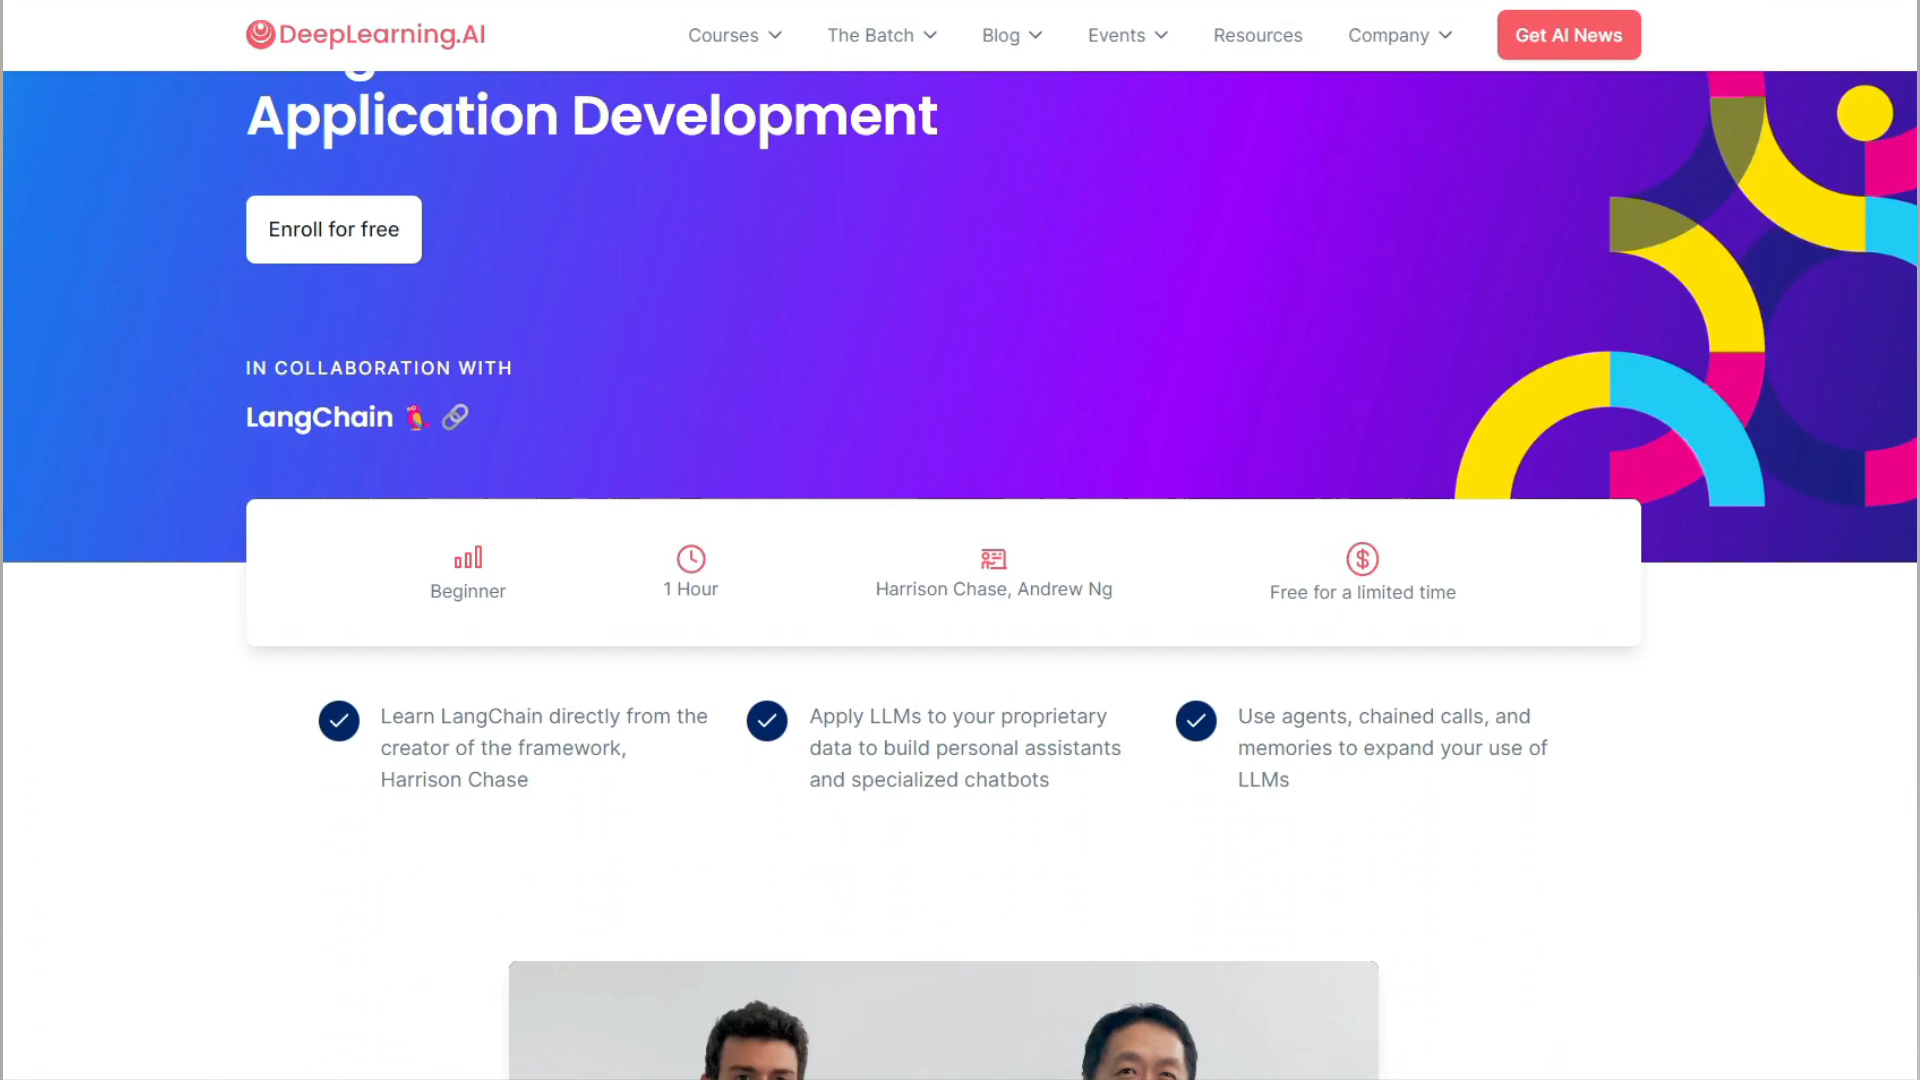 DeepLearning.AI
Courses
The Batch
Blog
Events
Resources
Company
Get AI News
Application Development
Enroll for free
IN COLLABORATION WITH
LangChain 🦜 🔗
Beginner
1 Hour
Harrison Chase, Andrew Ng
Free for a limited time
Learn LangChain directly from the
creator of the framework,
Harrison Chase
Apply LLMs to your proprietary
data to build personal assistants
and specialized chatbots
Use agents, chained calls, and
memories to expand your use of
LLMs